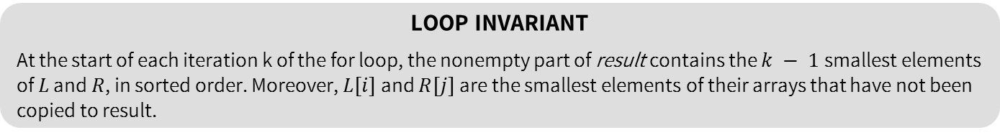 LOOP INVARIANT
At the start of each iteration k of the for loop, the nonempty part of result contains the k − 1 smallest elements
of L and R, in sorted order. Moreover, L[i] and R[j] are the smallest elements of their arrays that have not been
copied to result.